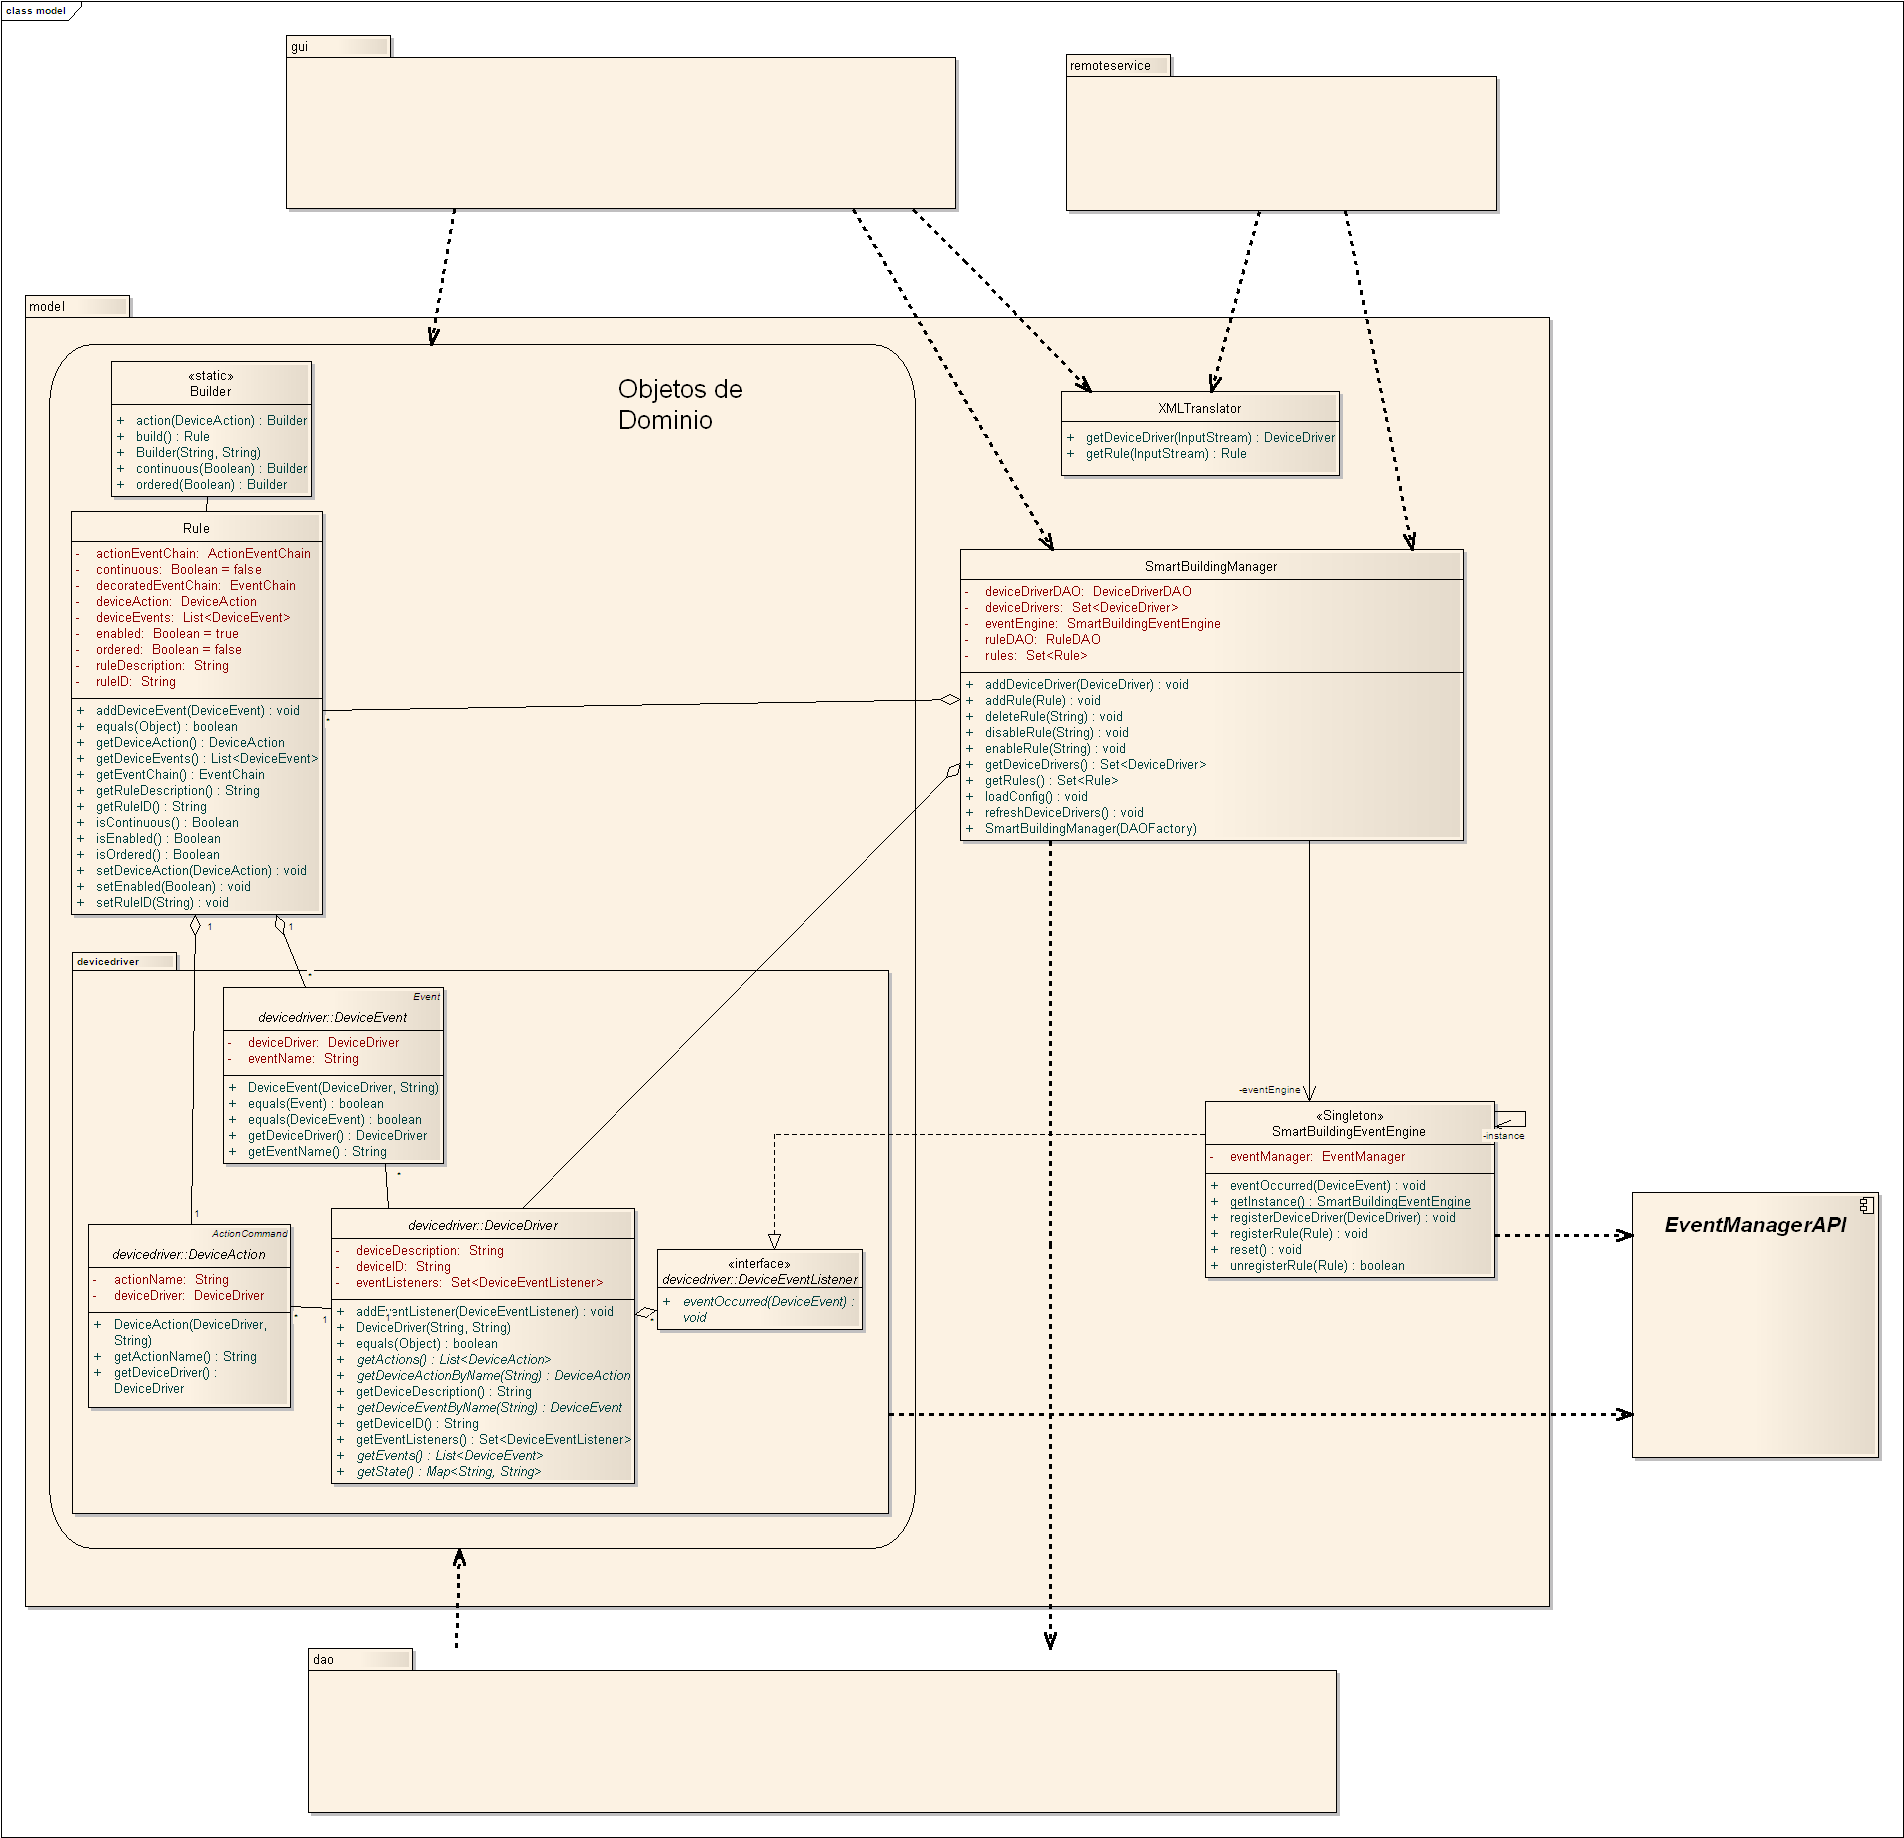 class model
gui
remoteservice
model
Objetos de
Dominio
«static»
Builder
+ action(DeviceAction) : Builder
+ build() : Rule
+ Builder(String, String)
+ continuous(Boolean) : Builder
+ ordered(Boolean) : Builder
XMLTranslator
+ getDeviceDriver(InputStream) : DeviceDriver
+ getRule(InputStream) : Rule
Rule
- actionEventChain: ActionEventChain
- continuous: Boolean = false
- decoratedEventChain: EventChain
- deviceAction: DeviceAction
- deviceEvents: List<DeviceEvent>
- enabled: Boolean = true
- ordered: Boolean = false
- ruleDescription: String
- ruleID: String
+ addDeviceEvent(DeviceEvent) : void
+ equals(Object) : boolean
+ getDeviceAction() : DeviceAction
+ getDeviceEvents() : List<DeviceEvent>
+ getEventChain() : EventChain
+ getRuleDescription() : String
+ getRuleID() : String
+ isContinuous() : Boolean
+ isEnabled() : Boolean
+ isOrdered() : Boolean
+ setDeviceAction(DeviceAction) : void
+ setEnabled(Boolean) : void
+ setRuleID(String) : void
*
SmartBuildingManager
- deviceDriverDAO: DeviceDriverDAO
- deviceDrivers: Set<DeviceDriver>
- eventEngine: SmartBuildingEventEngine
- ruleDAO: RuleDAO
- rules: Set<Rule>
+ addDeviceDriver(DeviceDriver) : void
+ addRule(Rule) : void
+ deleteRule(String) : void
+ disableRule(String) : void
+ enableRule(String) : void
+ getDeviceDrivers() : Set<DeviceDriver>
+ getRules() : Set<Rule>
+ loadConfig() : void
+ refreshDeviceDrivers() : void
+ SmartBuildingManager(DAOFactory)
1
1
devicedriver
*
Event
devicedriver::DeviceEvent
- deviceDriver: DeviceDriver
- eventName: String
+ DeviceEvent(DeviceDriver, String)
+ equals(Event) : boolean
+ equals(DeviceEvent) : boolean
+ getDeviceDriver() : DeviceDriver
+ getEventName() : String
*
-eventEngine
«Singleton»
SmartBuildingEventEngine
- eventManager: EventManager
+ eventOccurred(DeviceEvent) : void
+ getInstance() : SmartBuildingEventEngine
+ registerDeviceDriver(DeviceDriver) : void
+ registerRule(Rule) : void
+ reset() : void
+ unregisterRule(Rule) : boolean
-instance
EventManagerAPI
1
ActionCommand
devicedriver::DeviceAction
- actionName: String
- deviceDriver: DeviceDriver
+ DeviceAction(DeviceDriver,
String)
+ getActionName() : String
+ getDeviceDriver() :
DeviceDriver
*
1
devicedriver::DeviceDriver
- deviceDescription: String
- deviceID: String
- eventListeners: Set<DeviceEventListener>
+ addEventListener(DeviceEventListener) : void
+ DeviceDriver(String, String)
+ equals(Object) : boolean
+ getActions() : List<DeviceAction>
+ getDeviceActionByName(String) : DeviceAction
+ getDeviceDescription() : String
+ getDeviceEventByName(String) : DeviceEvent
+ getDeviceID() : String
+ getEventListeners() : Set<DeviceEventListener>
+ getEvents() : List<DeviceEvent>
+ getState() : Map<String, String>
1
«interface»
devicedriver::DeviceEventListener
+ eventOccurred(DeviceEvent) :
void
*
dao